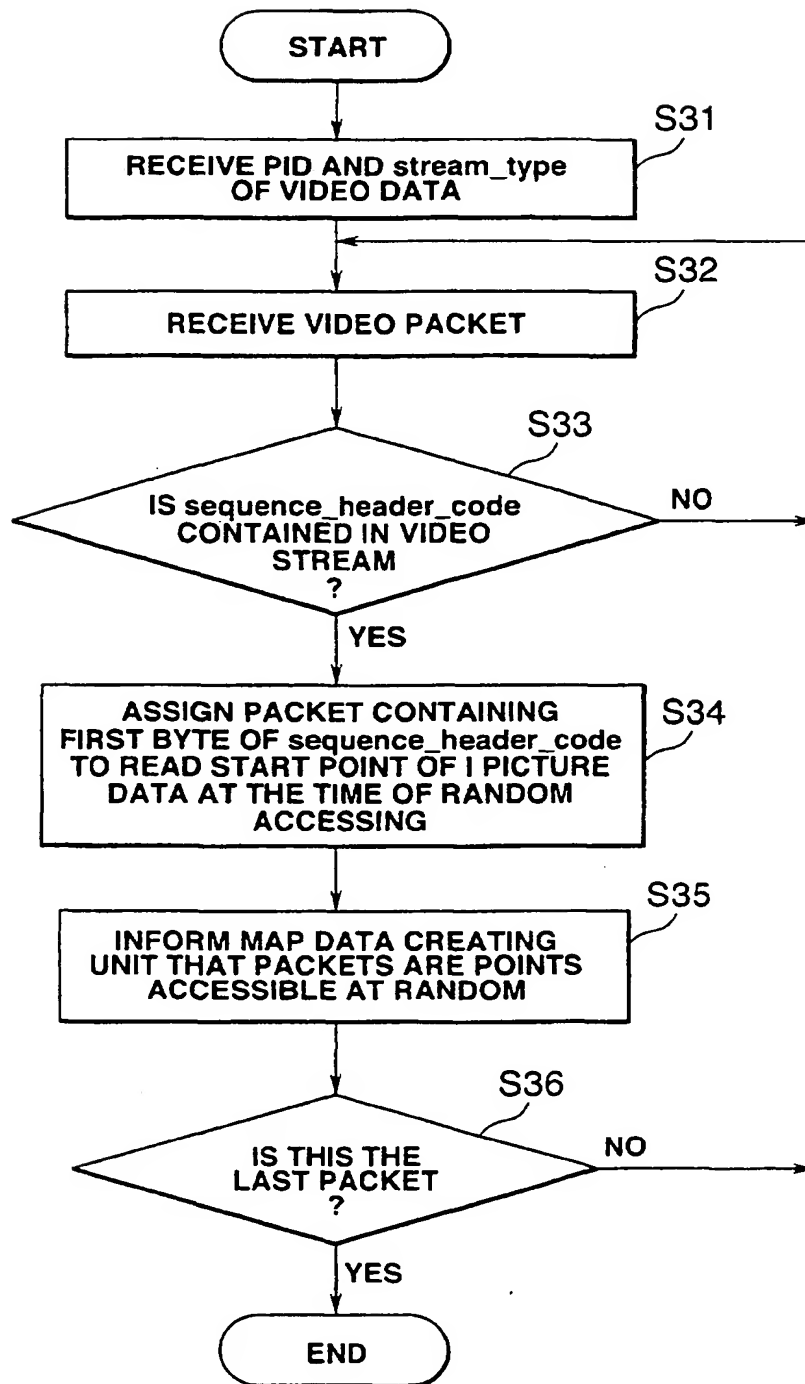 START
S31
RECEIVE PID AND stream_type
OF VIDEO DATA
S32
RECEIVE VIDEO PACKET
S33
IS sequence_header_code
CONTAINED IN VIDEO
STREAM
?
NO
YES
S34
ASSIGN PACKET CONTAINING
FIRST BYTE OF sequence_header_code
TO READ START POINT OF I PICTURE
DATA AT THE TIME OF RANDOM
ACCESSING
S35
INFORM MAP DATA CREATING
UNIT THAT PACKETS ARE POINTS
ACCESSIBLE AT RANDOM
S36
IS THIS THE
LAST PACKET
?
NO
YES
END